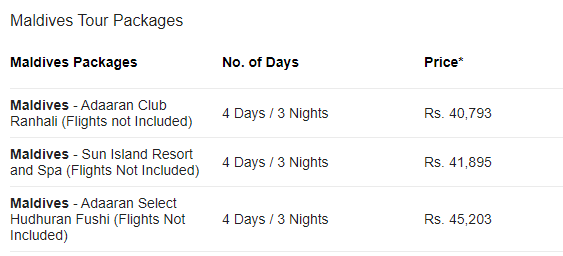 Maldives Tour Packages
Maldives Packages No. of Days Price*
Maldives - Adaaran Club
Ranhali (Flights not Included) 4 Days / 3 Nights Rs. 40,793
Maldives - Sun Island Resort
and Spa (Flights Not Included) 4 Days / 3 Nights Rs. 41,895
Maldives - Adaaran Select
Hudhuran Fushi (Flights Not
Included) 4 Days / 3 Nights Rs. 45,203